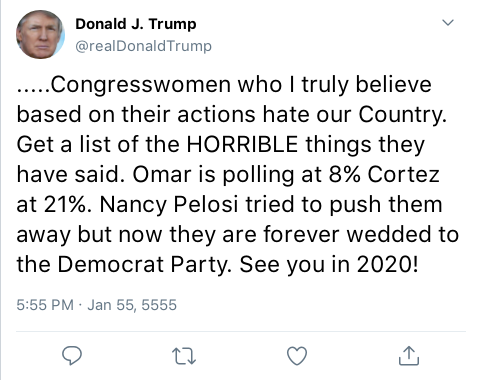 Donald J. Trump
@realDonaldTrump
.....Congresswomen who I truly believe
based on their actions hate our Country.
Get a list of the HORRIBLE things they
have said. Omar is polling at 8% Cortez
at 21%. Nancy Pelosi tried to push them
away but now they are forever wedded to
the Democrat Party. See you in 2020!
5:55 PM · Jan 55, 5555